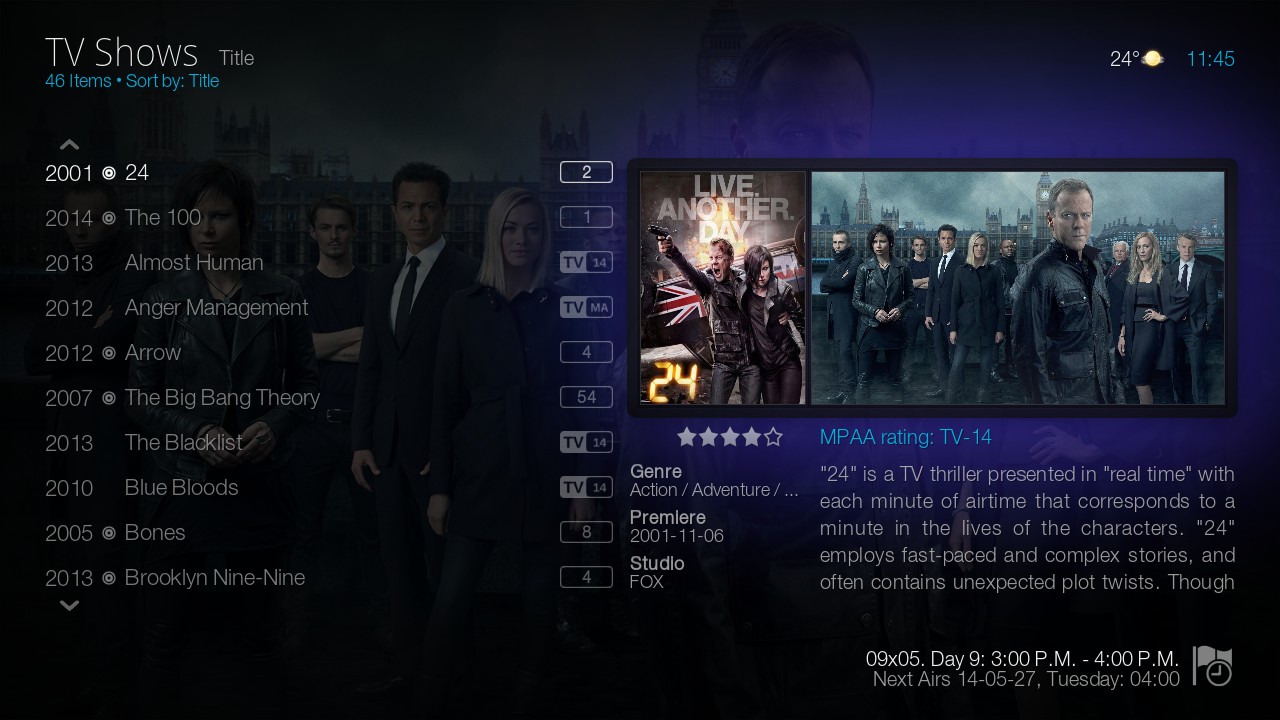 TV Shows Title
46 Items • Sort by: Title
24° 11:45
2001 24 2
2014 The 100 1
2013 Almost Human TV 14
2012 Anger Management TV MA
2012 Arrow 4
2007 The Big Bang Theory 54
2013 The Blacklist TV 14
2010 Blue Bloods TV 14
2005 Bones 8
2013 Brooklyn Nine-Nine 4
LIVE.
ANOTHER.
DAY.
24
MPAA rating: TV-14
Genre
Action / Adventure / ...
Premiere
2001-11-06
Studio
FOX
"24" is a TV thriller presented in "real time" with
each minute of airtime that corresponds to a
minute in the lives of the characters. "24"
employs fast-paced and complex stories, and
often contains unexpected plot twists. Though
09x05. Day 9: 3:00 P.M. - 4:00 P.M.
Next Airs 14-05-27, Tuesday: 04:00